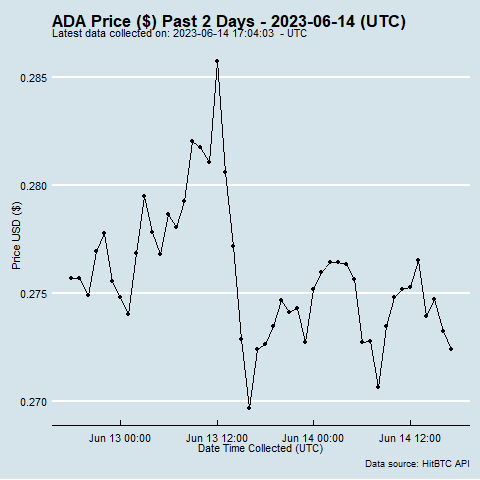 ADA Price ($) Past 2 Days - 2023-06-14 (UTC)
Latest data collected on: 2023-06-14 17:04:03 - UTC
0.285
0.280
0.275
0.270
Price USD ($)
Jun 13 00:00 Jun 13 12:00 Jun 14 00:00 Jun 14 12:00
Date Time Collected (UTC)
Data source: HitBTC API